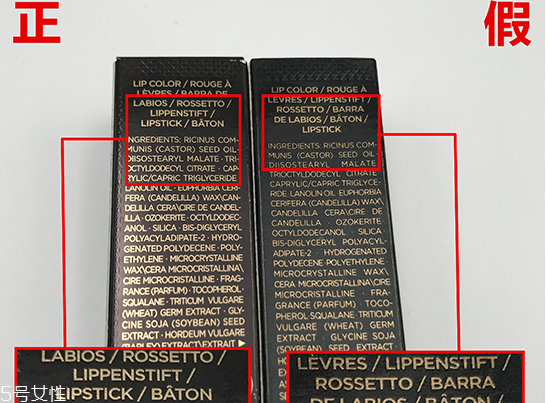 正
假
LIP COLOR / ROUGE À
LÈVRES / BARRA DE
LABIOS / ROSSETTO /
LIPPENSTIFT /
LIPSTICK / BÂTON
INGREDIENTS: RICINUS COM-
MUNIS (CASTOR) SEED OIL·
DIISOSTEARYL MALATE · TRI-
OCTYLDODECYL CITRATE · CAP-
RYLIC/CAPRIC TRIGLYCERIDE
LANOLIN OIL · EUPHORBIA CERI-
FERA (CANDELILLA) WAX\CAN-
DELILLA CERA\CIRE DE CANDEL-
ILLA · OZOKERITE · OCTYLDODEC-
ANOL · SILICA · BIS-DIGLYCERYL
POLYACYLADIPATE-2 · HYDRO-
GENATED POLYDECENE · POLY-
ETHYLENE · MICROCRYSTALLINE
WAX\CERA MICROCRISTALLINA\
CIRE MICROCRISTALLINE · FRAG-
RANCE (PARFUM) · TOCOPHEROL
SQUALANE · TRITICUM VULGARE
(WHEAT) GERM EXTRACT · GLY-
CINE SOJA (SOYBEAN) SEED
EXTRACT · HORDEUM VULGARE
LIP COLOR / ROUGE À
LÈVRES / LIPPENSTIFT /
ROSSETTO / BARRA
DE LABIOS / BÂTON /
LIPSTICK
INGREDIENTS: RICINUS COM-
MUNIS (CASTOR) SEED OIL
DIISOSTEARYL MALATE
TRIOCTYLDODECYL CITRATE
CAPRYLIC/CAPRIC TRIGLYCE-
RIDE LANOLIN OIL · EUPHORBIA
CERIFERA (CANDELILLA) WAX\
CANDELILLA CERA\CIRE DE
CANDELILLA · OZOKERITE
OCTYLDODECANOL · SILICA
BIS-DIGLYCERYL POLYACYL-
ADIPATE-2 · HYDROGENATED
POLYDECENE · POLYETHYLENE
MICROCRYSTALLINE WAX\
CERA MICROCRISTALLINA\CIRE
MICROCRISTALLINE · FRA-
GRANCE (PARFUM) · TOCO-
PHEROL · SQUALANE · TRITICUM
VULGARE (WHEAT) GERM
EXTRACT · GLYCINE SOJA
(SOYBEAN) SEED EXTRACT
LABIOS / ROSSETTO /
LIPPENSTIFT /
LIPSTICK / BÂTON
LÈVRES / LIPPENSTIFT /
ROSSETTO / BARRA
DE LABIOS / BÂTON /
5号女性